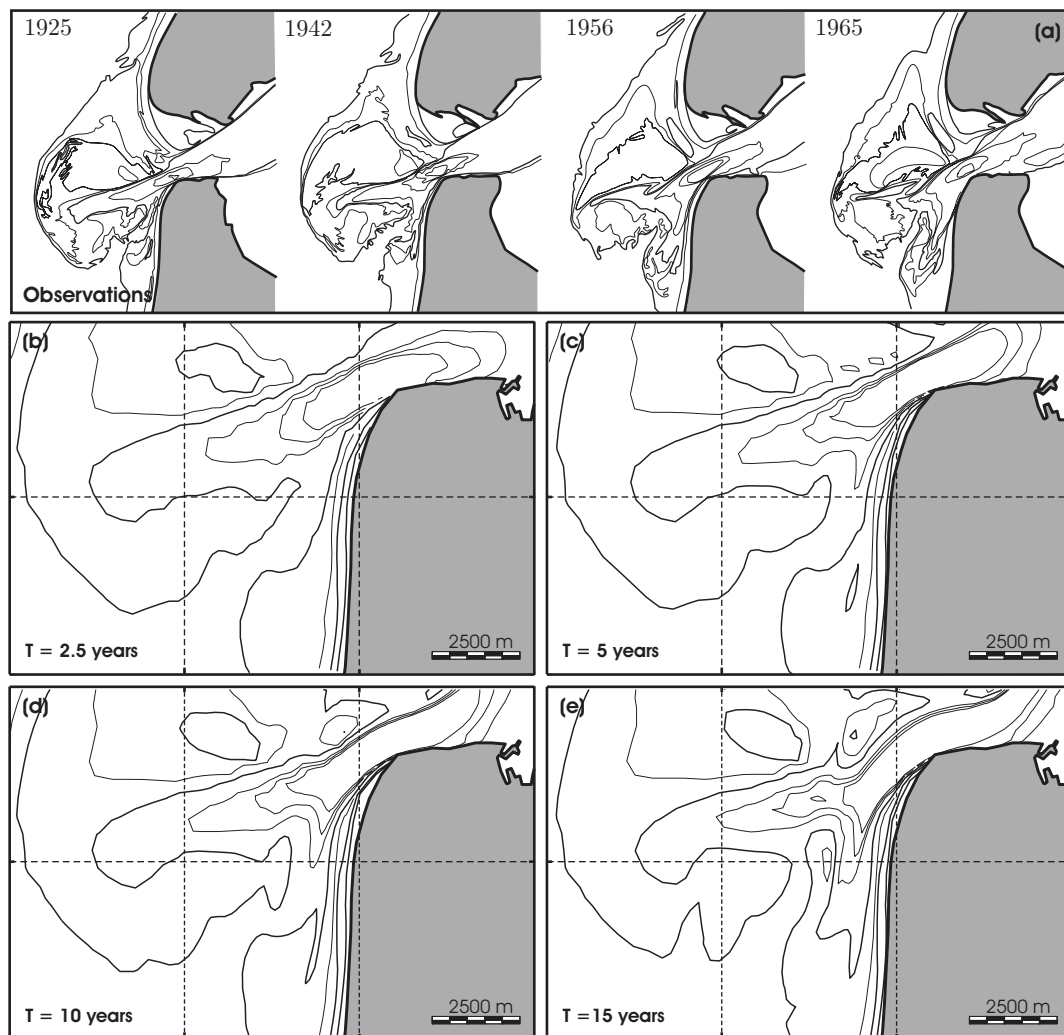 1925
1942
1956
1965
(a)
Observations
(b)
(c)
T = 2.5 years
2500 m
T = 5 years
2500 m
(d)
(e)
T = 10 years
2500 m
T =15 years
2500 m